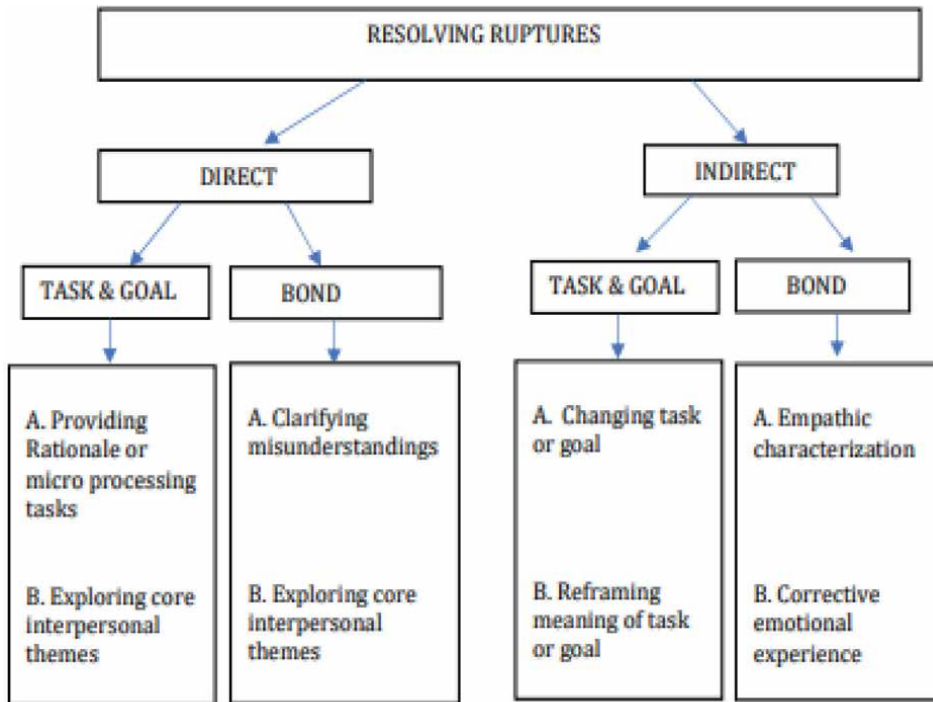 RESOLVING RUPTURES
DIRECT
INDIRECT
TASK & GOAL
BOND
TASK & GOAL
BOND
A. Providing
Rationale or
micro processing
tasks
B. Exploring core
interpersonal
themes
A. Clarifying
misunderstandings
B. Exploring core
interpersonal
themes
A. Changing task
or goal
B. Reframing
meaning of task
or goal
A. Empathic
characterization
B. Corrective
emotional
experience